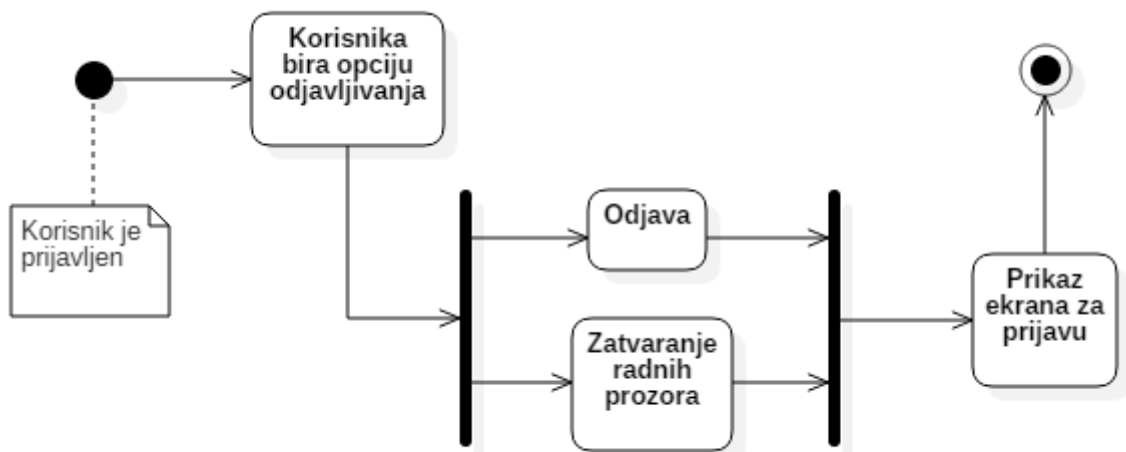 Korisnika
bira opciju
odjavljivanja
Korisnik je
prijavljen
Odjava
Zatvaranje
radnih
prozora
Prikaz
ekrana za
prijavu